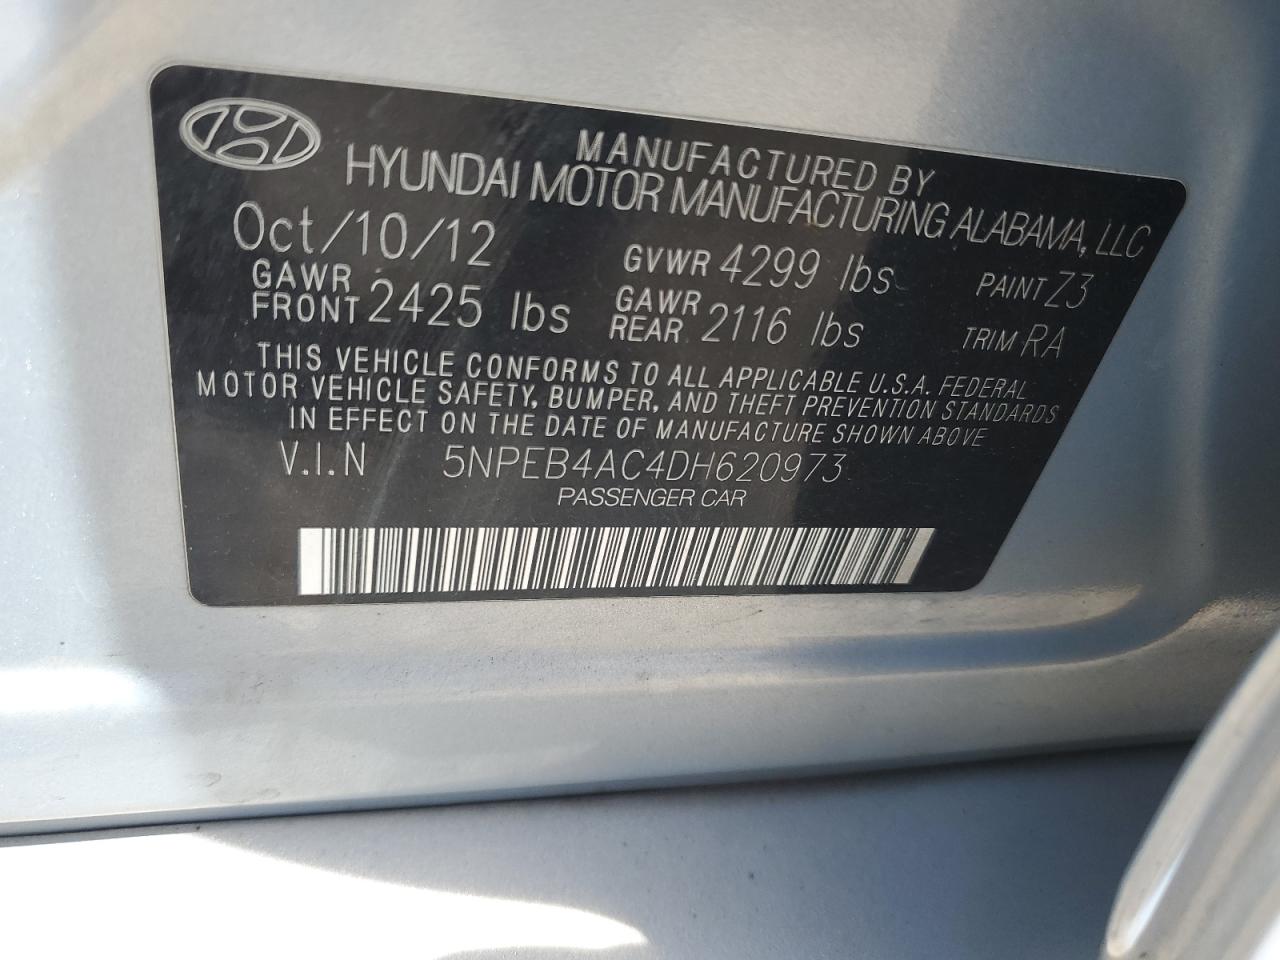 MANUFACTURED BY
HYUNDAI MOTOR MANUFACTURING ALABAMA, LLC
Oct/10/12 GVWR 4299 lbs PAINT Z3
GAWR FRONT 2425 lbs GAWR REAR 2116 lbs TRIM RA
THIS VEHICLE CONFORMS TO ALL APPLICABLE U.S.A. FEDERAL
MOTOR VEHICLE SAFETY, BUMPER, AND THEFT PREVENTION STANDARDS
IN EFFECT ON THE DATE OF MANUFACTURE SHOWN ABOVE
V.I.N 5NPEB4AC4DH620973
PASSENGER CAR